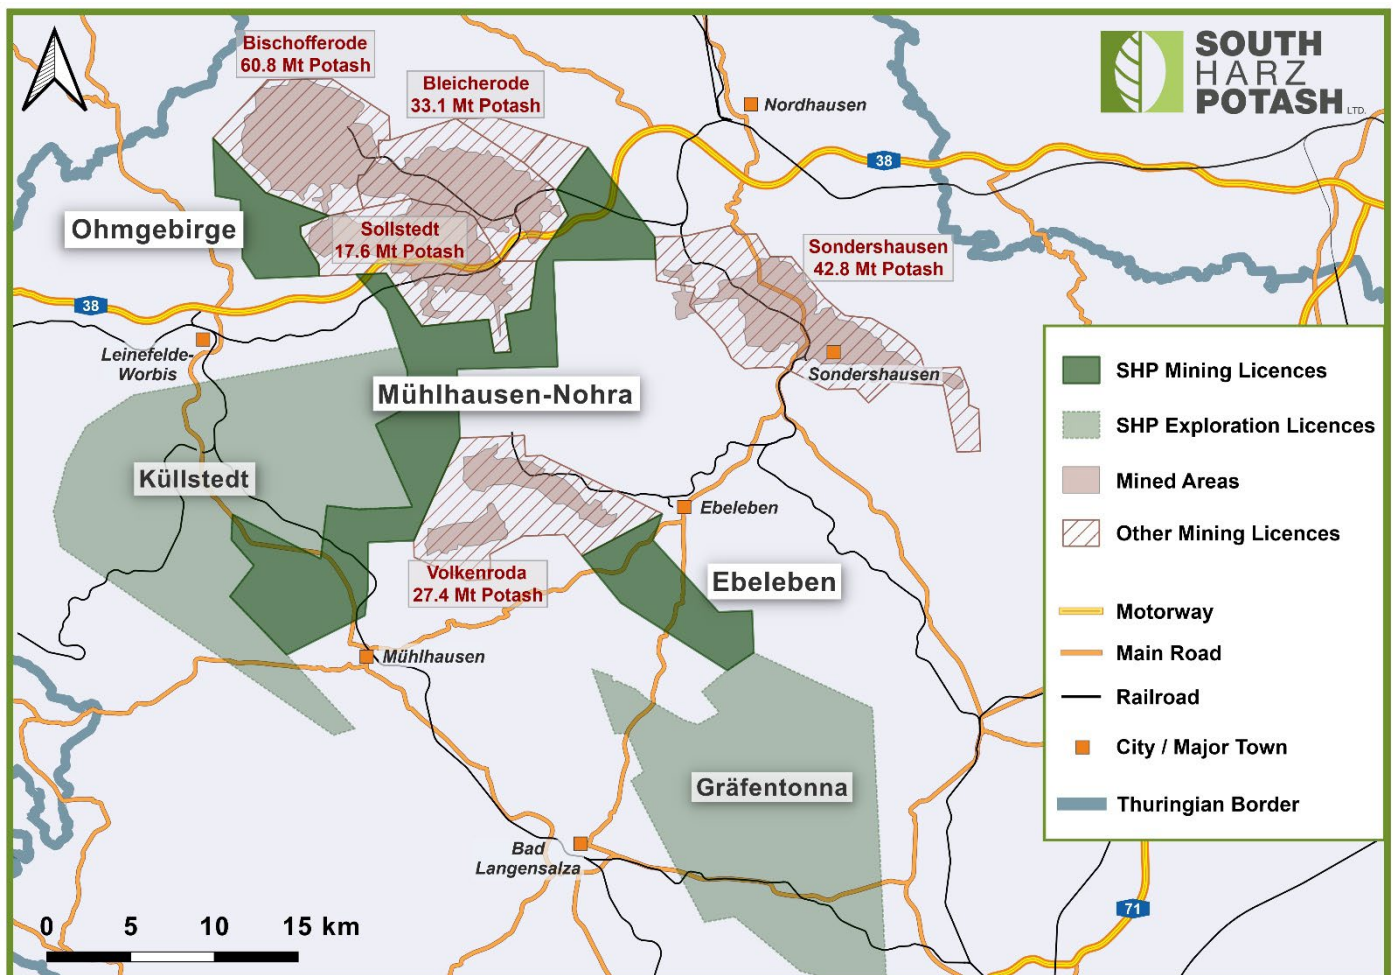 Bischofferode
60.8 Mt Potash
Bleicherode
33.1 Mt Potash
SOUTH
HARZ
POTASH LTD.
Nordhausen
38
Ohmgebirge
Sollstedt
17.6 Mt Potash
Sondershausen
42.8 Mt Potash
38
Leinefelde-
Worbis
Sondershausen
Mühlhausen-Nohra
Küllstedt
Ebeleben
Volkenroda
27.4 Mt Potash
Ebeleben
Mühlhausen
Gräfentonna
Bad
Langensalza
SHP Mining Licences
SHP Exploration Licences
Mined Areas
Other Mining Licences
Motorway
Main Road
Railroad
City / Major Town
Thuringian Border
71
0 5 10 15 km